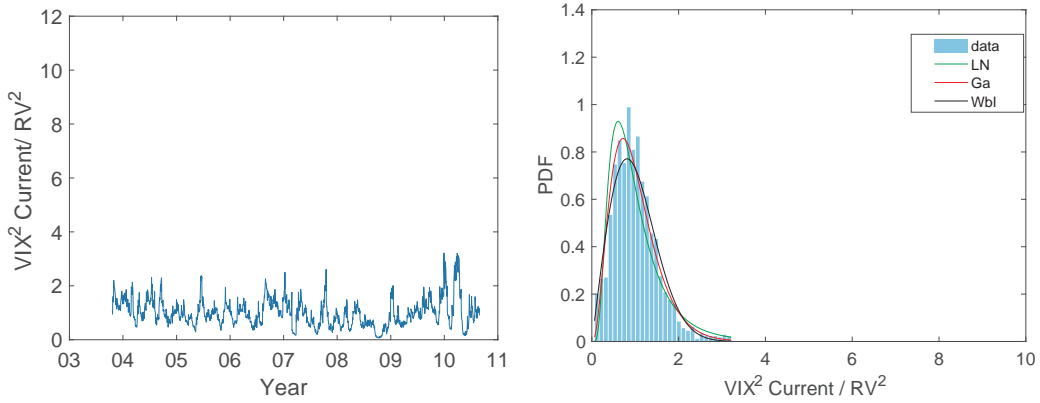 12
10
8
6
4
2
0
VIX² Current/ RV²
03 04 05 06 07 08 09 10 11
Year
1.4
1.2
1
0.8
0.6
0.4
0.2
0
PDF
data
LN
Ga
Wbl
0 2 4 6 8 10
VIX² Current / RV²